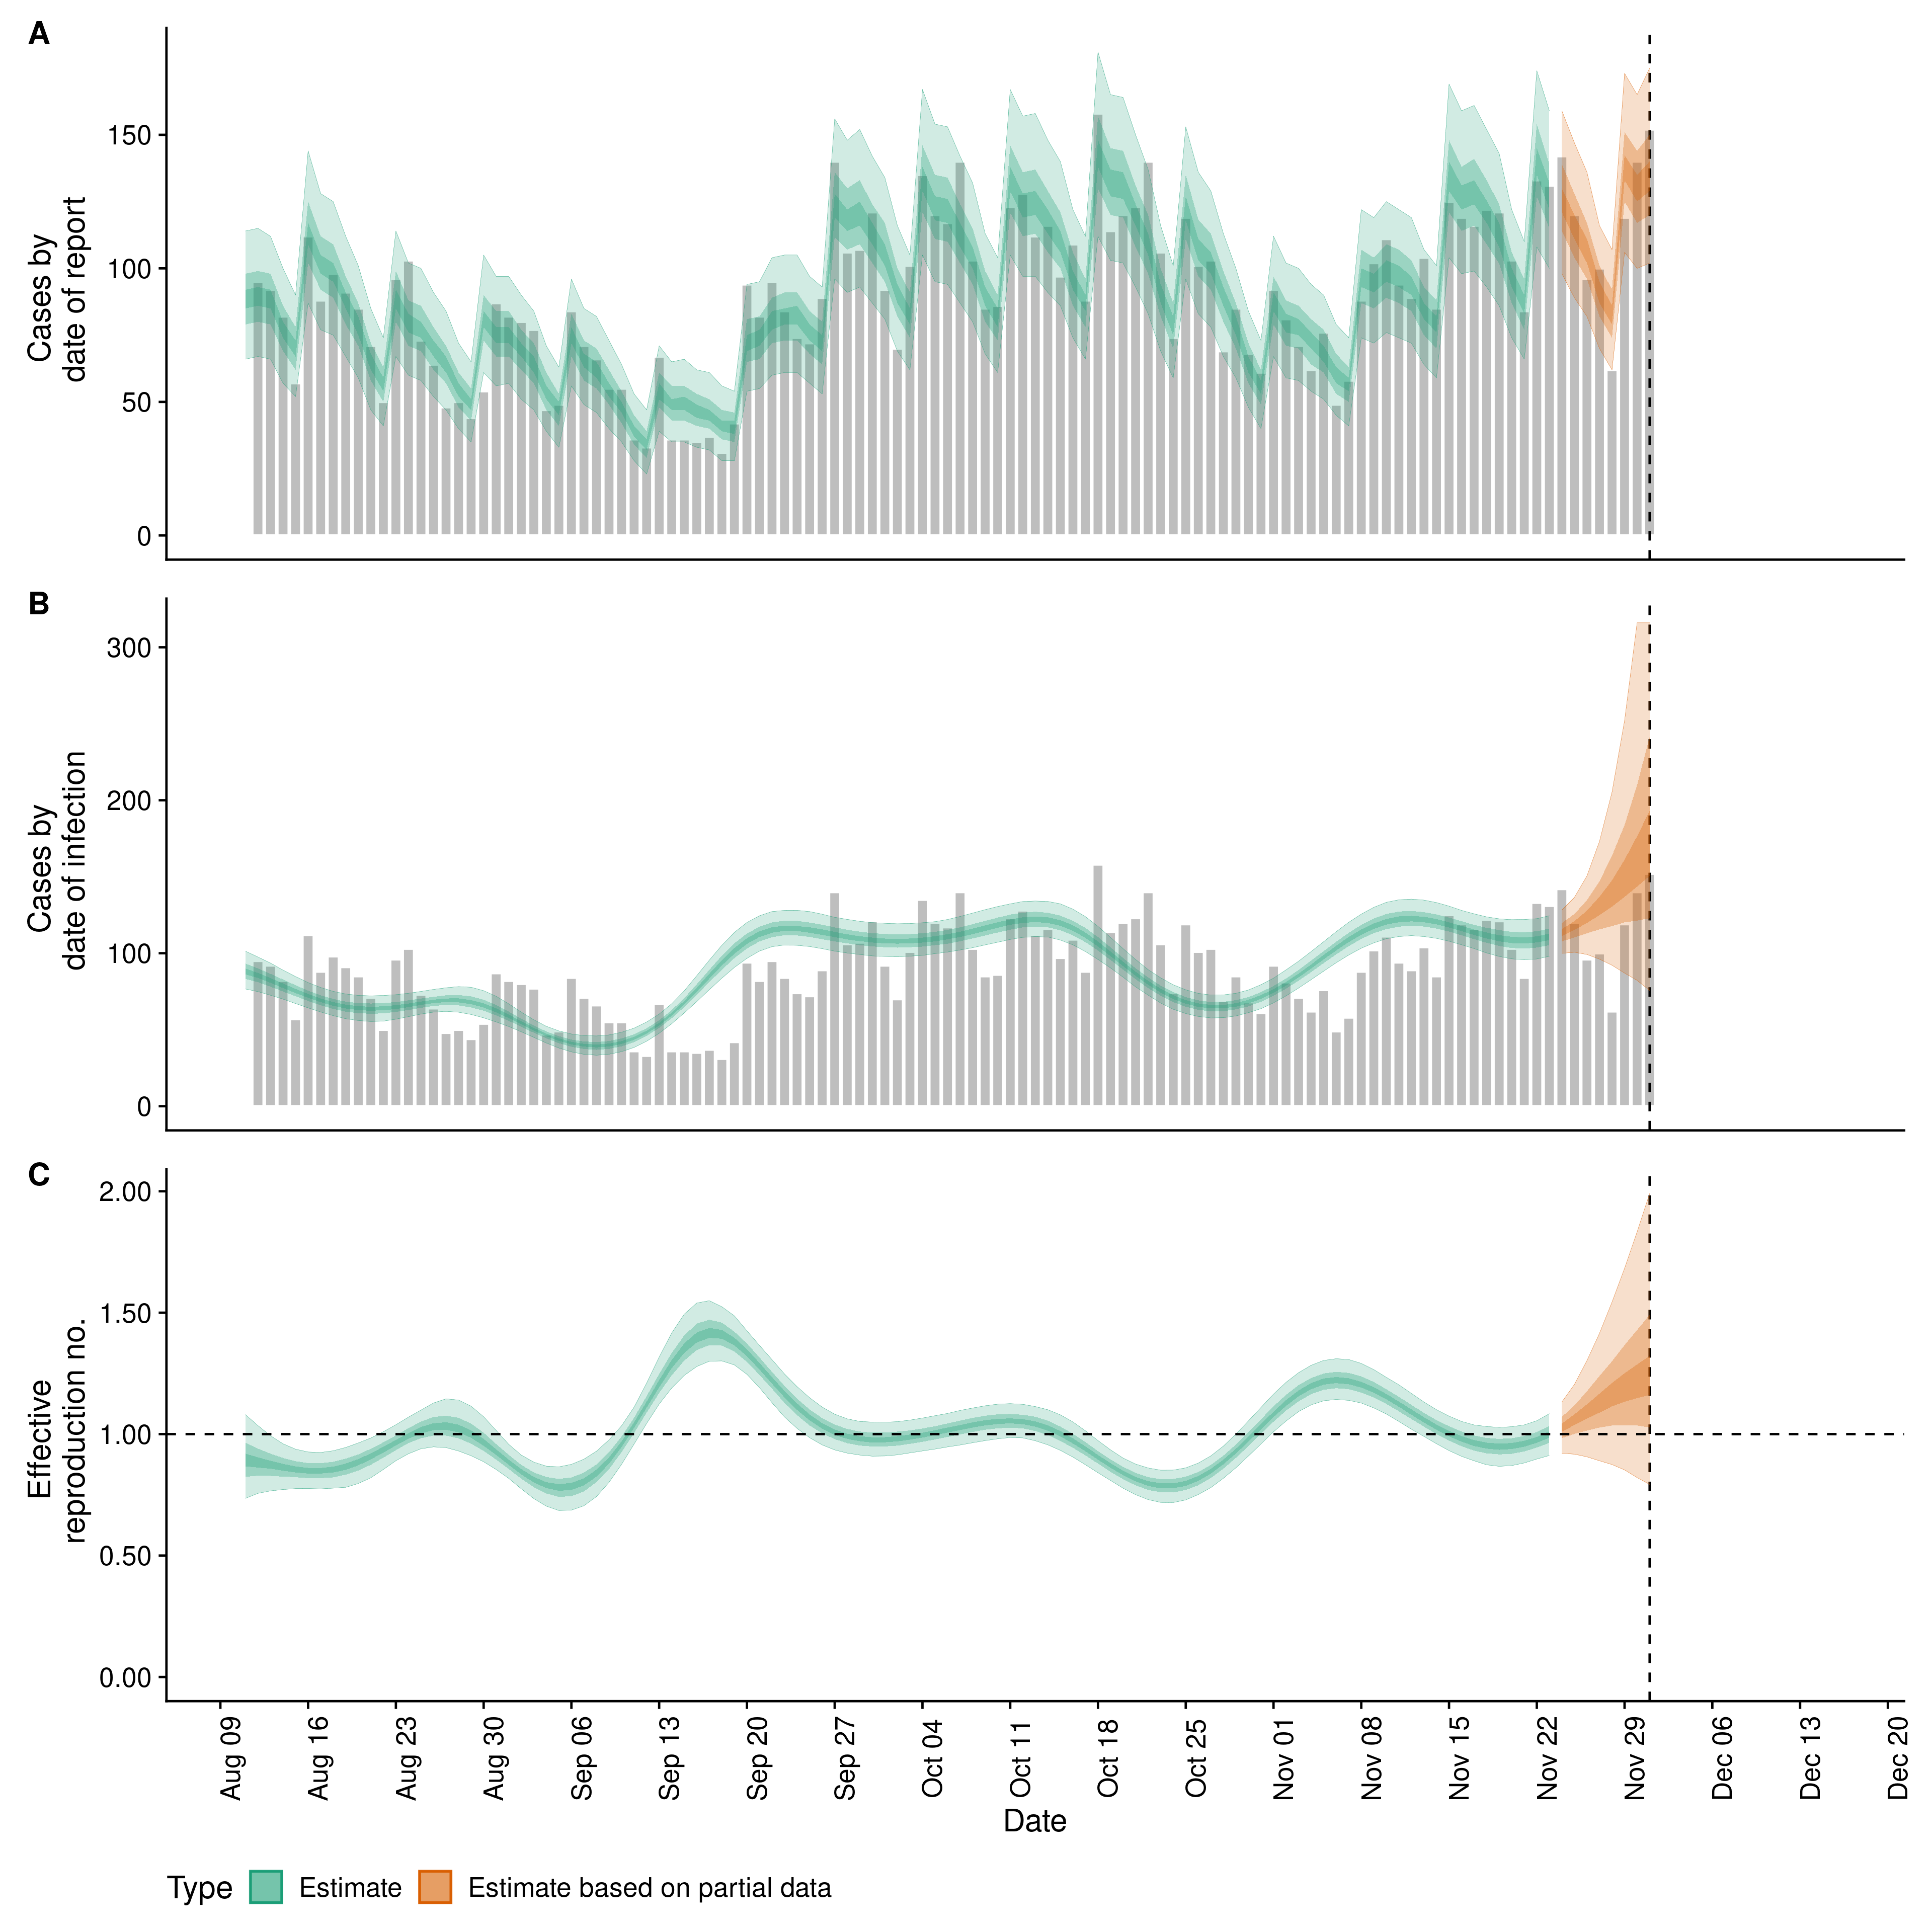 A
Cases by
date of report
150
100
50
0
B
Cases by
date of infection
300
200
100
0
C
Effective
reproduction no.
2.00
1.50
1.00
0.50
0.00
Aug 09
Aug 16
Aug 23
Aug 30
Sep 06
Sep 13
Sep 20
Sep 27
Oct 04
Oct 11
Oct 18
Oct 25
Nov 01
Nov 08
Nov 15
Nov 22
Nov 29
Dec 06
Dec 13
Dec 20
Date
Type Estimate Estimate based on partial data